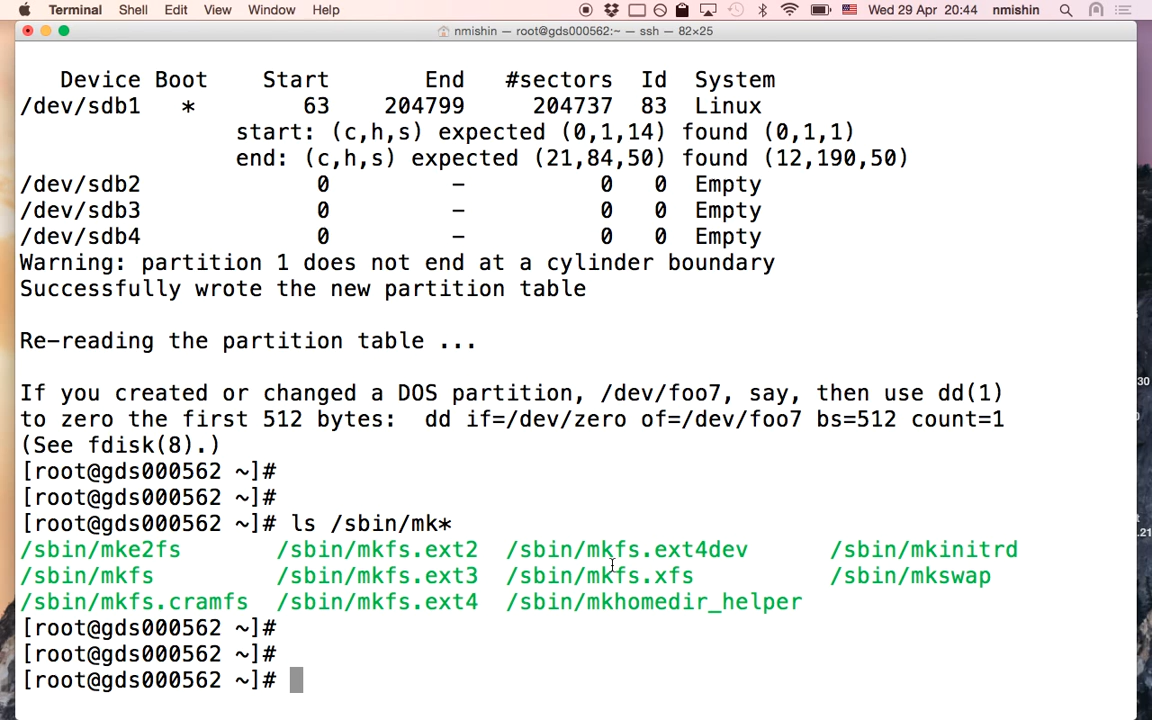 Terminal Shell Edit View Window Help Wed 29 Apr 20:44 nmishin
nmishin — root@gds000562:~ — ssh — 82×25
Device Boot Start End #sectors Id System
/dev/sdb1 * 63 204799 204737 83 Linux
start: (c,h,s) expected (0,1,14) found (0,1,1)
end: (c,h,s) expected (21,84,50) found (12,190,50)
/dev/sdb2 0 - 0 0 Empty
/dev/sdb3 0 - 0 0 Empty
/dev/sdb4 0 - 0 0 Empty
Warning: partition 1 does not end at a cylinder boundary
Successfully wrote the new partition table
Re-reading the partition table ...
If you created or changed a DOS partition, /dev/foo7, say, then use dd(1)
to zero the first 512 bytes: dd if=/dev/zero of=/dev/foo7 bs=512 count=1
(See fdisk(8).)
[root@gds000562 ~]#
[root@gds000562 ~]#
[root@gds000562 ~]# ls /sbin/mk*
/sbin/mke2fs /sbin/mkfs.ext2 /sbin/mkfs.ext4dev /sbin/mkinitrd
/sbin/mkfs /sbin/mkfs.ext3 /sbin/mkfs.xfs /sbin/mkswap
/sbin/mkfs.cramfs /sbin/mkfs.ext4 /sbin/mkhomedir_helper
[root@gds000562 ~]#
[root@gds000562 ~]#
[root@gds000562 ~]#